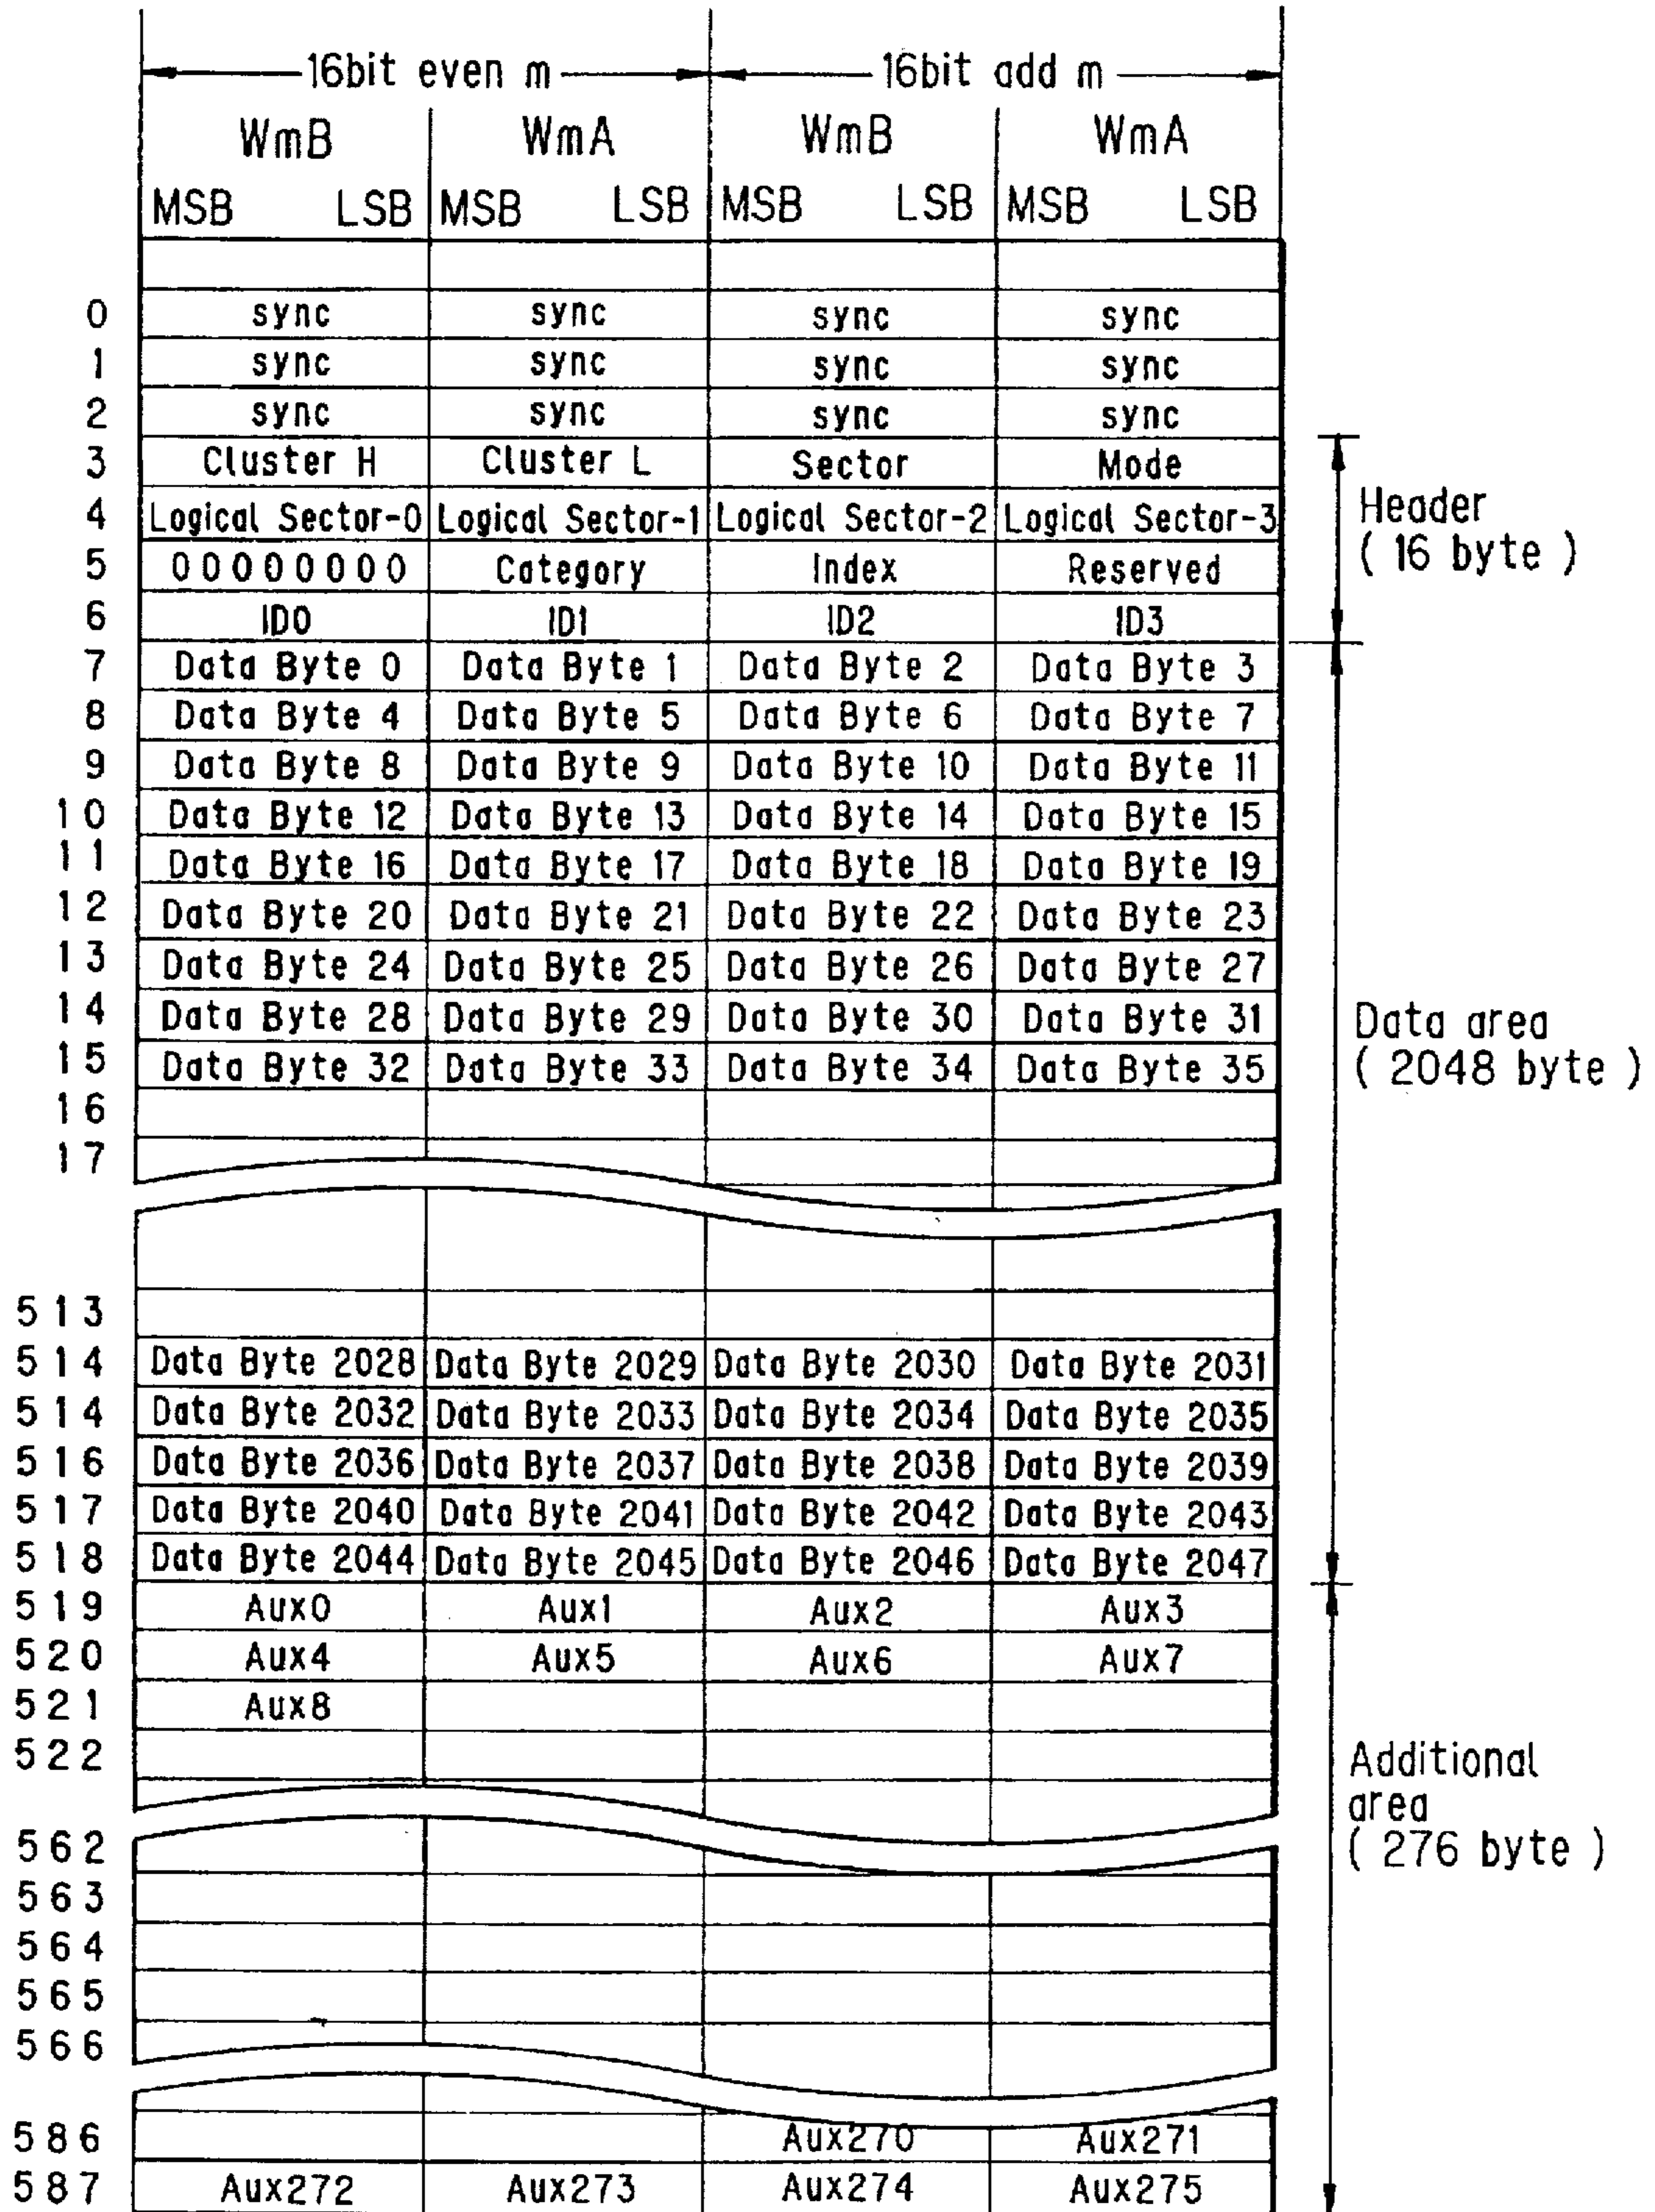 16bit even m 16bit add m
WmB WmA WmB WmA
MSB LSB MSB LSB MSB LSB MSB LSB
0 sync sync sync sync
1 sync sync sync sync
2 sync sync sync sync
3 Cluster H Cluster L Sector Mode
4 Logical Sector-0 Logical Sector-1 Logical Sector-2 Logical Sector-3
Header
( 16 byte )
5 00000000 Category Index Reserved
6 ID0 ID1 ID2 ID3
7 Data Byte 0 Data Byte 1 Data Byte 2 Data Byte 3
8 Data Byte 4 Data Byte 5 Data Byte 6 Data Byte 7
9 Data Byte 8 Data Byte 9 Data Byte 10 Data Byte 11
10 Data Byte 12 Data Byte 13 Data Byte 14 Data Byte 15
11 Data Byte 16 Data Byte 17 Data Byte 18 Data Byte 19
12 Data Byte 20 Data Byte 21 Data Byte 22 Data Byte 23
13 Data Byte 24 Data Byte 25 Data Byte 26 Data Byte 27
14 Data Byte 28 Data Byte 29 Data Byte 30 Data Byte 31
15 Data Byte 32 Data Byte 33 Data Byte 34 Data Byte 35
Data area
( 2048 byte )
16
17
513
514 Data Byte 2028 Data Byte 2029 Data Byte 2030 Data Byte 2031
514 Data Byte 2032 Data Byte 2033 Data Byte 2034 Data Byte 2035
516 Data Byte 2036 Data Byte 2037 Data Byte 2038 Data Byte 2039
517 Data Byte 2040 Data Byte 2041 Data Byte 2042 Data Byte 2043
518 Data Byte 2044 Data Byte 2045 Data Byte 2046 Data Byte 2047
519 Aux0 Aux1 Aux2 Aux3
520 Aux4 Aux5 Aux6 Aux7
521 Aux8
522
Additional
area
( 276 byte )
562
563
564
565
566
586 Aux270 Aux271
587 Aux272 Aux273 Aux274 Aux275